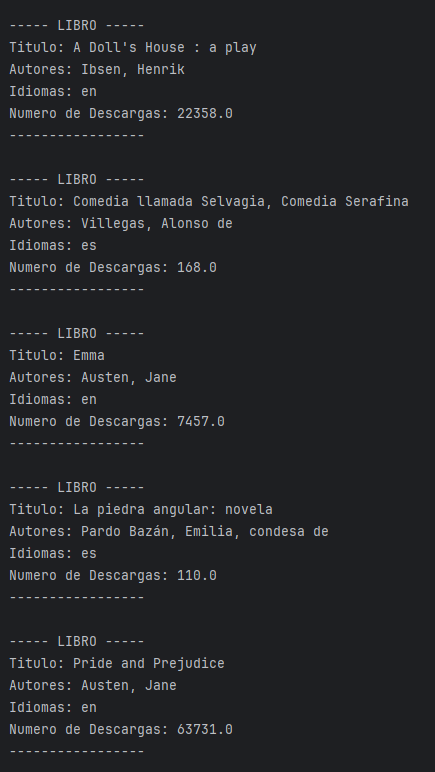 ----- LIBRO -----
Titulo: A Doll's House : a play
Autores: Ibsen, Henrik
Idiomas: en
Numero de Descargas: 22358.0
-----------------
----- LIBRO -----
Titulo: Comedia llamada Selvagia, Comedia Serafina
Autores: Villegas, Alonso de
Idiomas: es
Numero de Descargas: 168.0
-----------------
----- LIBRO -----
Titulo: Emma
Autores: Austen, Jane
Idiomas: en
Numero de Descargas: 7457.0
-----------------
----- LIBRO -----
Titulo: La piedra angular: novela
Autores: Pardo Bazán, Emilia, condesa de
Idiomas: es
Numero de Descargas: 110.0
-----------------
----- LIBRO -----
Titulo: Pride and Prejudice
Autores: Austen, Jane
Idiomas: en
Numero de Descargas: 63731.0
-----------------